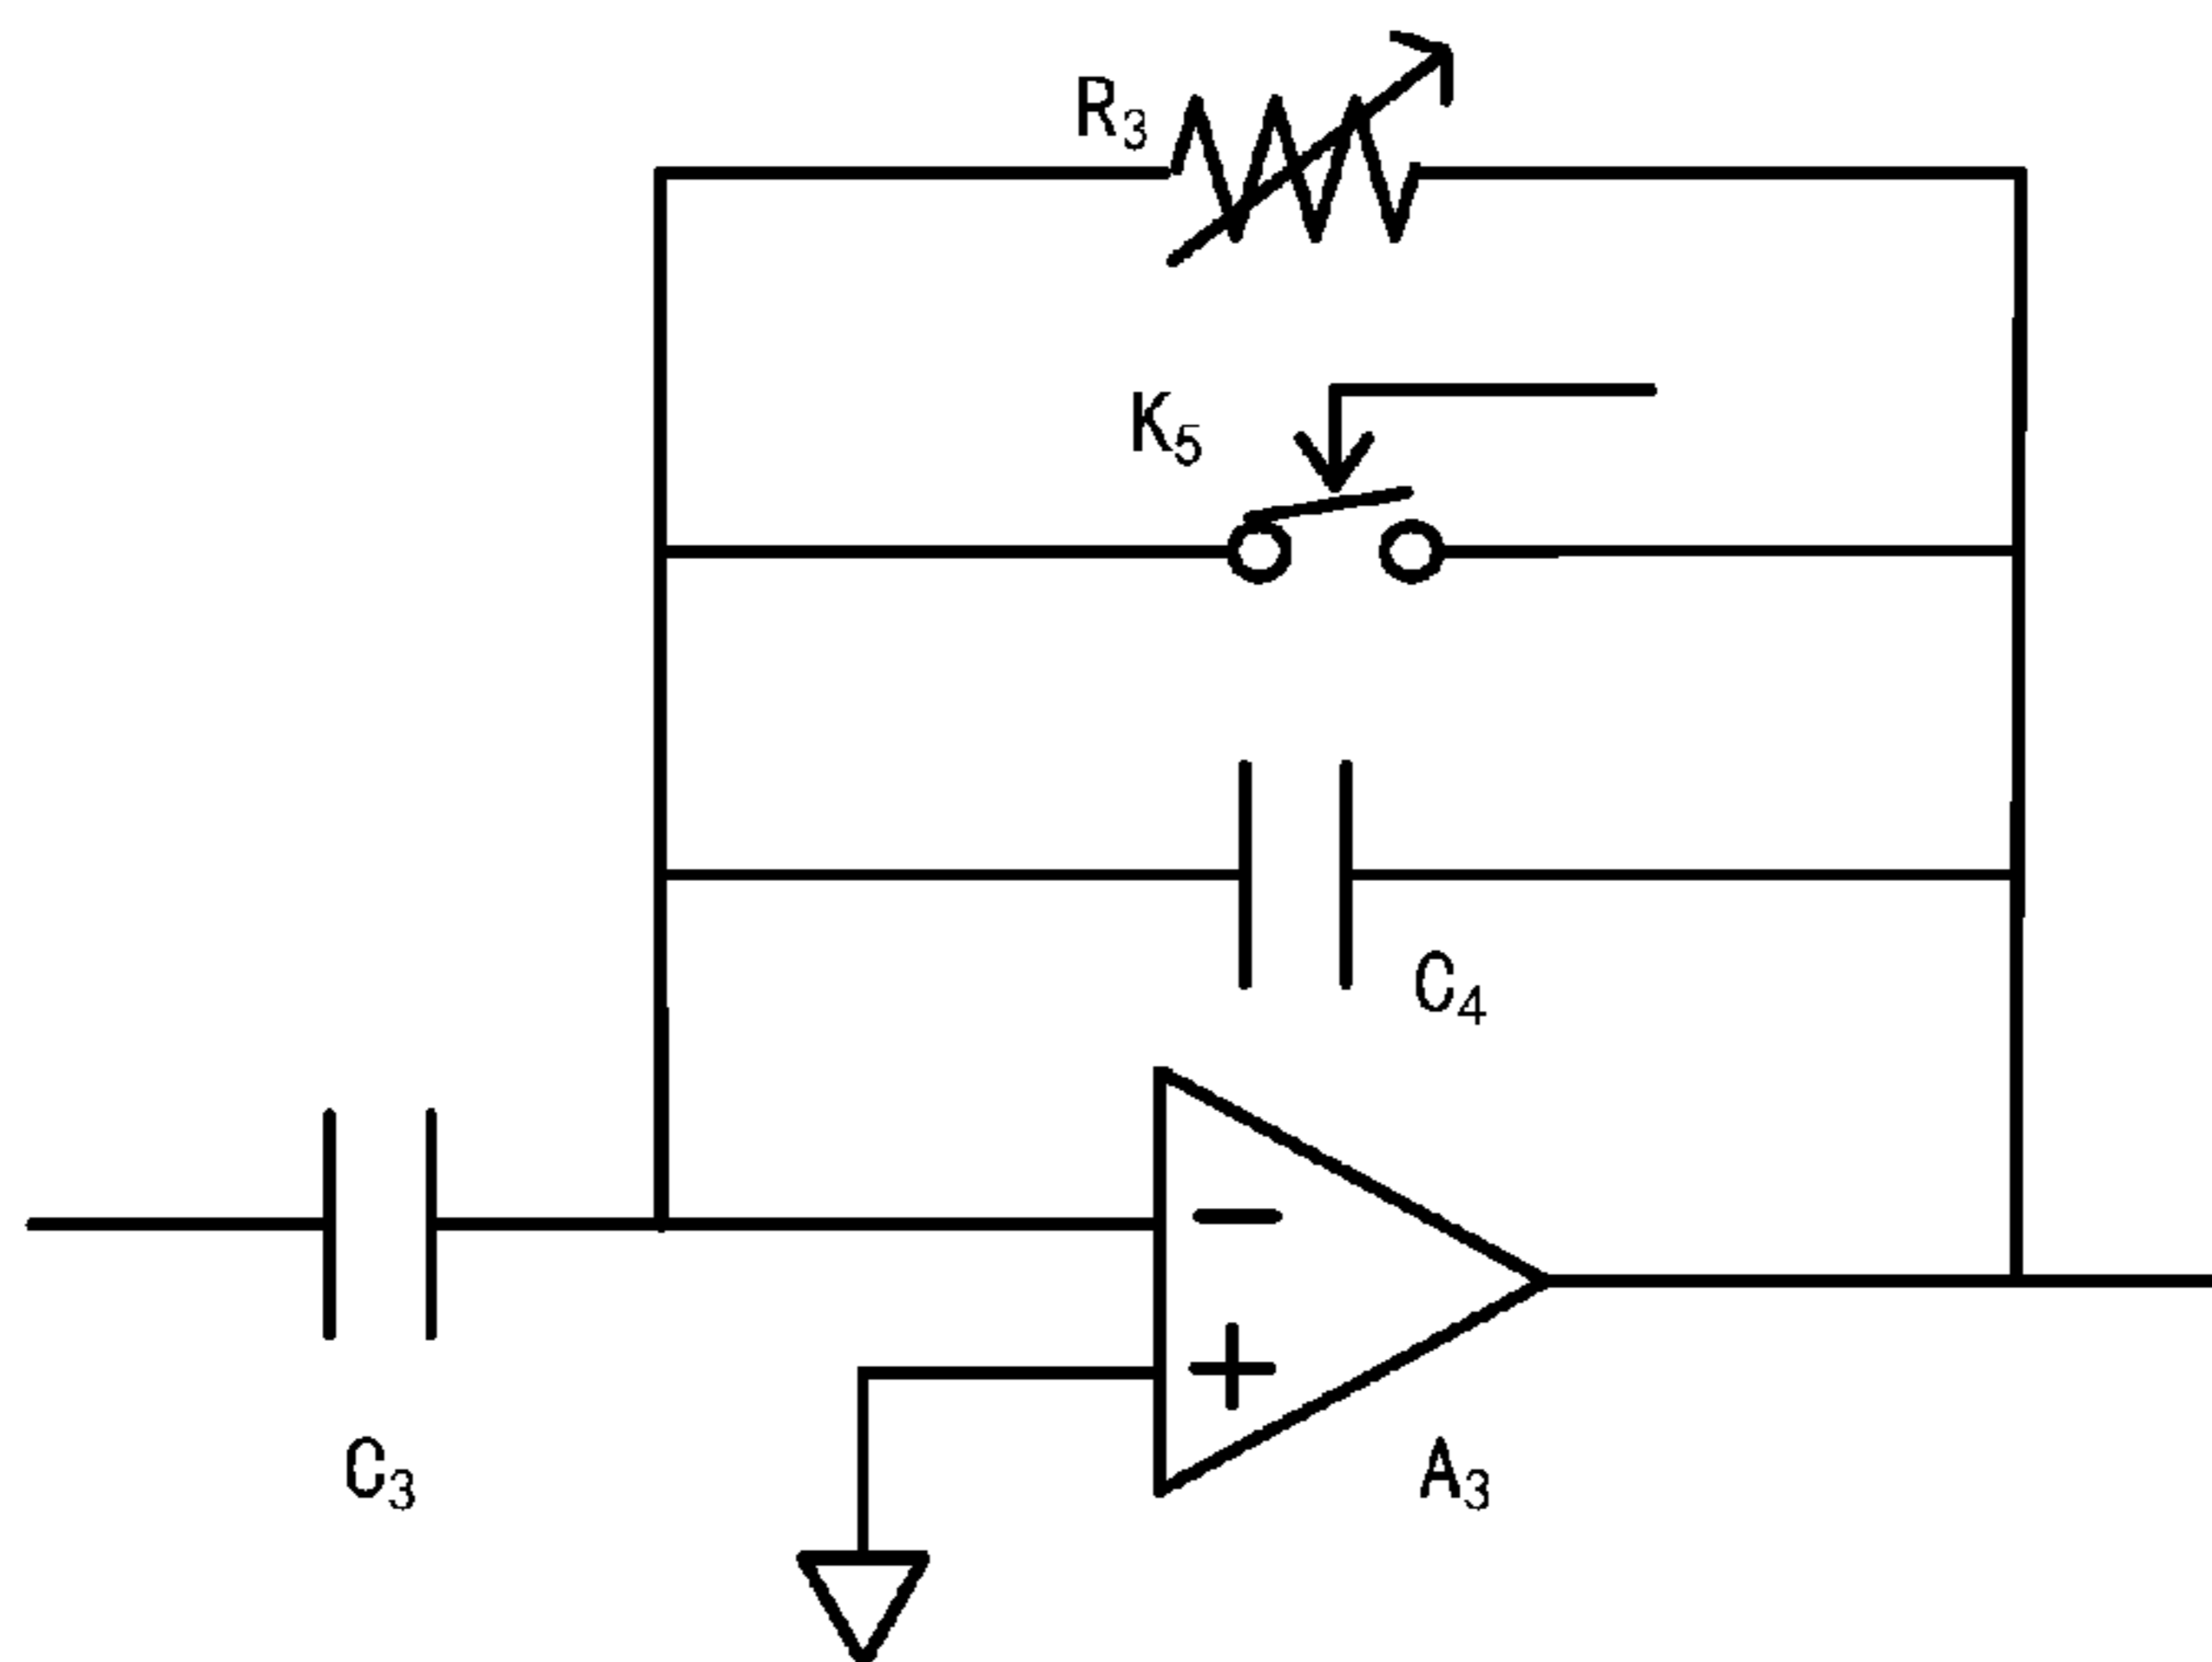 R₃
K₅
C₄
−
+
C₃
A₃